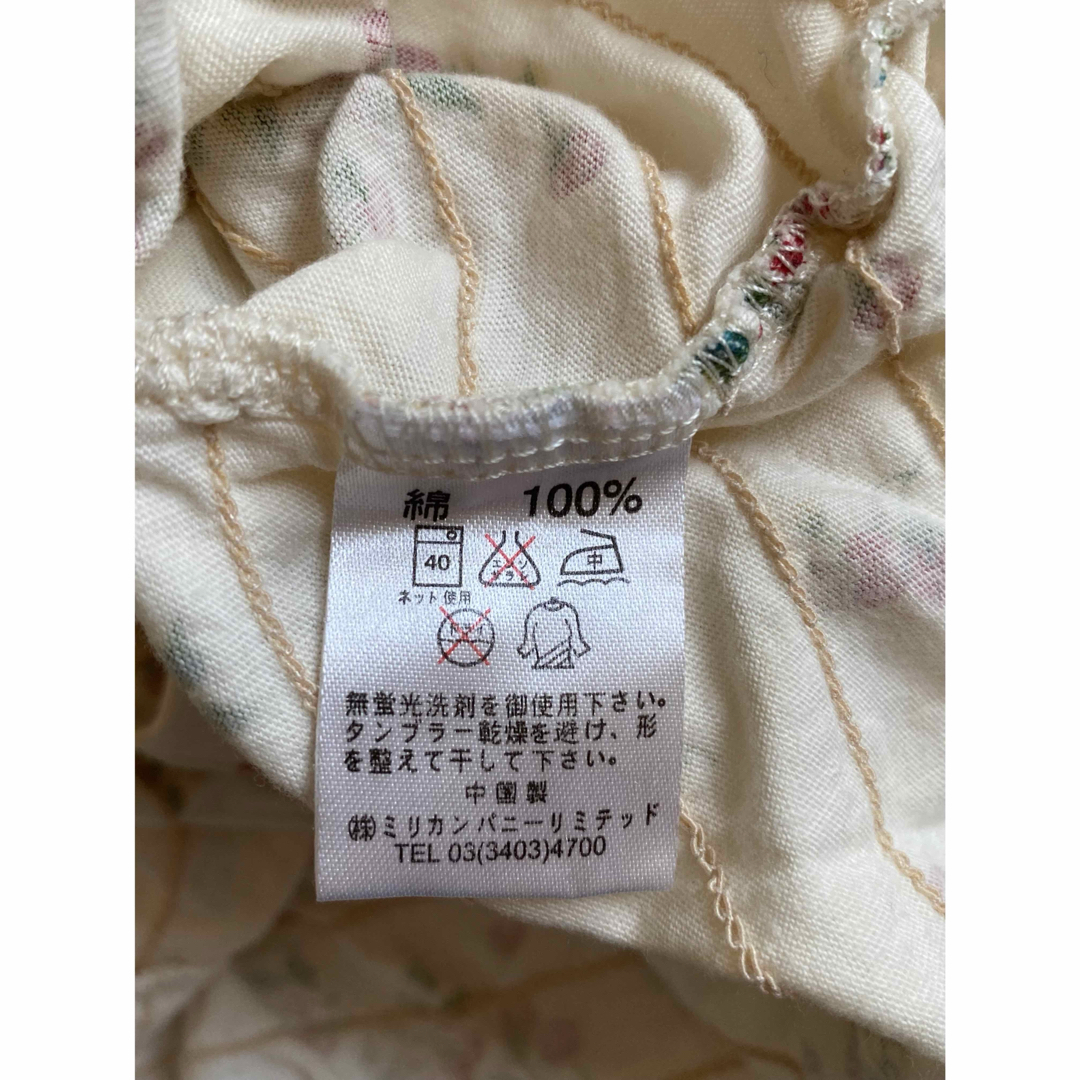 綿 100%
40 エンソ 中
ラ
ネット使用
無蛍光洗剤を御使用下さい。
タンブラー乾燥を避け、形
を整えて干して下さい。
中国製
㈱ミリカンパニーリミテッド
TEL 03(3403)4700